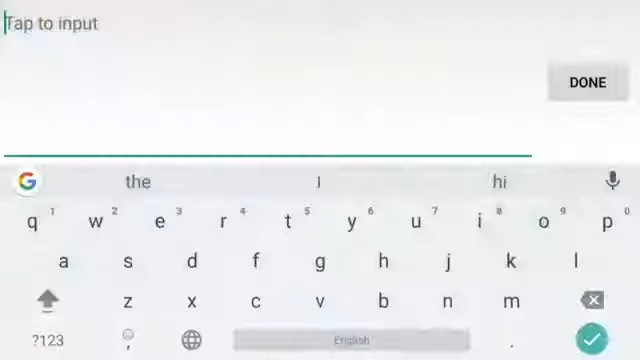 Tap to input
DONE
G the I hi
q 1 w 2 e 3 r 4 t 5 y 6 u 7 i 8 o 9 p 0
a s d f g h j k l
z x c v b n m
?123 , English .